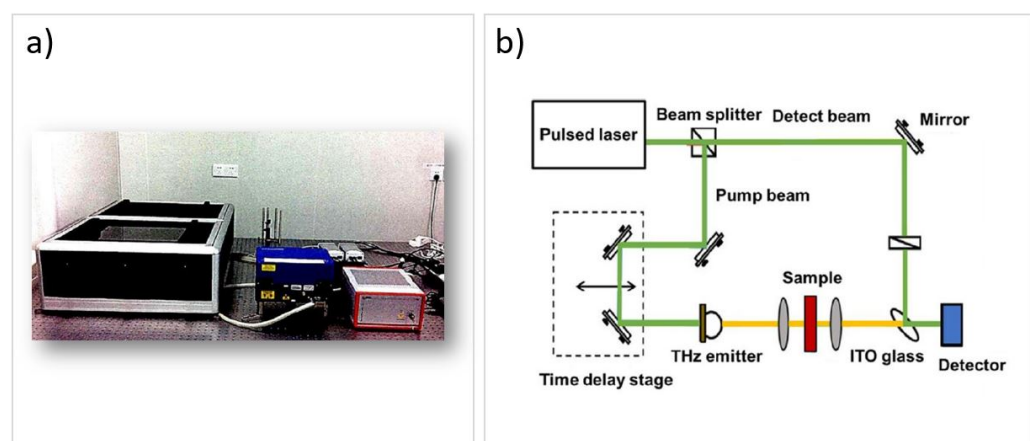 a)
b)
Pulsed laser
Beam splitter
Detect beam
Mirror
Pump beam
Sample
THz emitter
ITO glass
Detector
Time delay stage